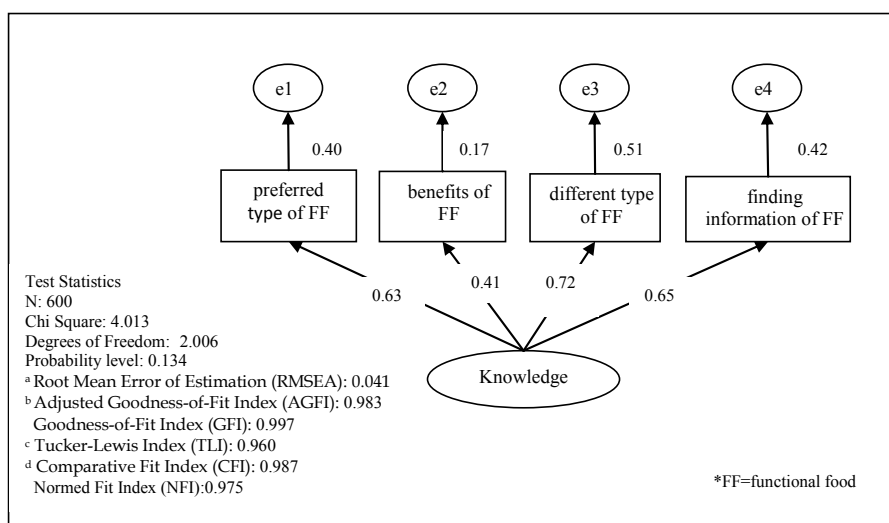 e1
e2
e3
e4
0.40
0.17
0.51
0.42
preferred
type of FF
benefits of
FF
different type
of FF
finding
information of FF
0.63
0.41
0.72
0.65
Knowledge
Test Statistics
N: 600
Chi Square: 4.013
Degrees of Freedom: 2.006
Probability level: 0.134
a Root Mean Error of Estimation (RMSEA): 0.041
b Adjusted Goodness-of-Fit Index (AGFI): 0.983
Goodness-of-Fit Index (GFI): 0.997
c Tucker-Lewis Index (TLI): 0.960
d Comparative Fit Index (CFI): 0.987
Normed Fit Index (NFI):0.975
*FF=functional food